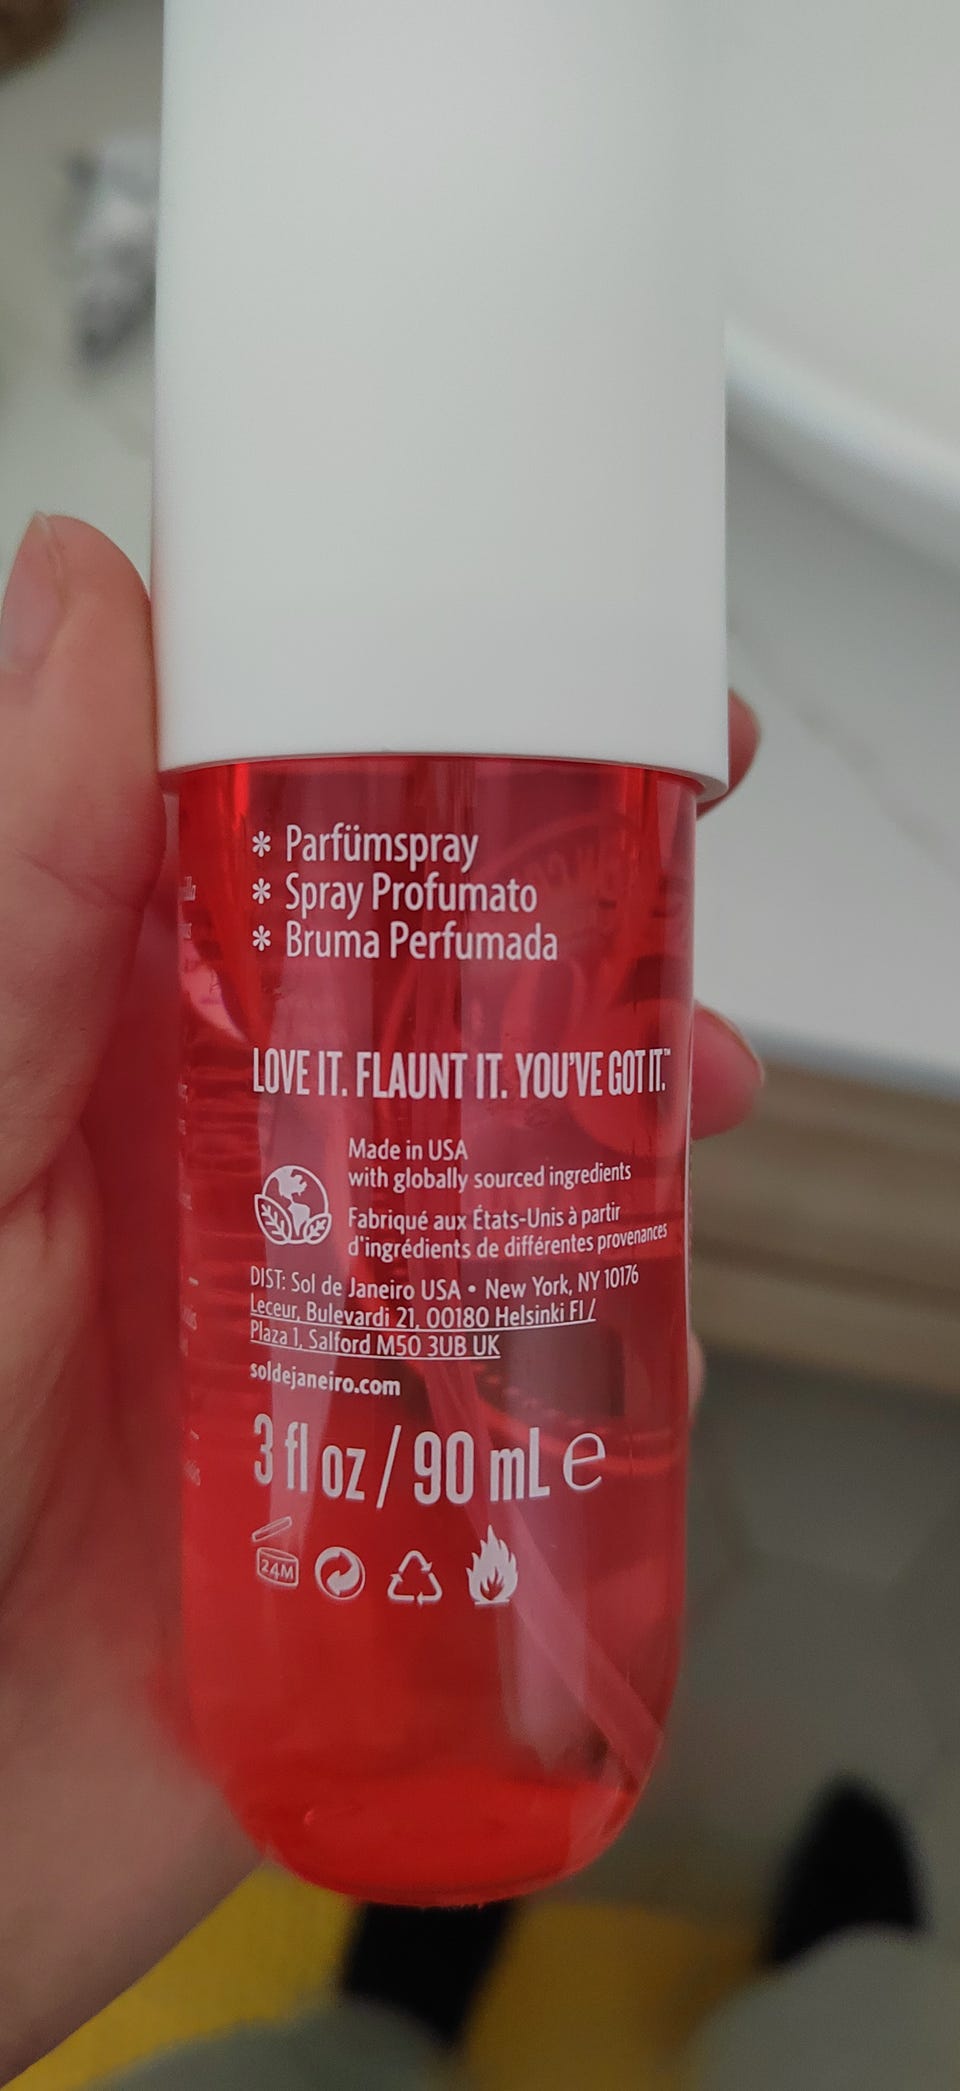 * Parfümspray
* Spray Profumato
* Bruma Perfumada
LOVE IT. FLAUNT IT. YOU'VE GOT IT.™
Made in USA
with globally sourced ingredients
Fabriqué aux États-Unis à partir
d'ingrédients de différentes provenances
DIST: Sol de Janeiro USA • New York, NY 10176
Leceur, Bulevardi 21, 00180 Helsinki FI /
Plaza 1, Salford M50 3UB UK
soldejaneiro.com
3 fl oz / 90 mL e
24M